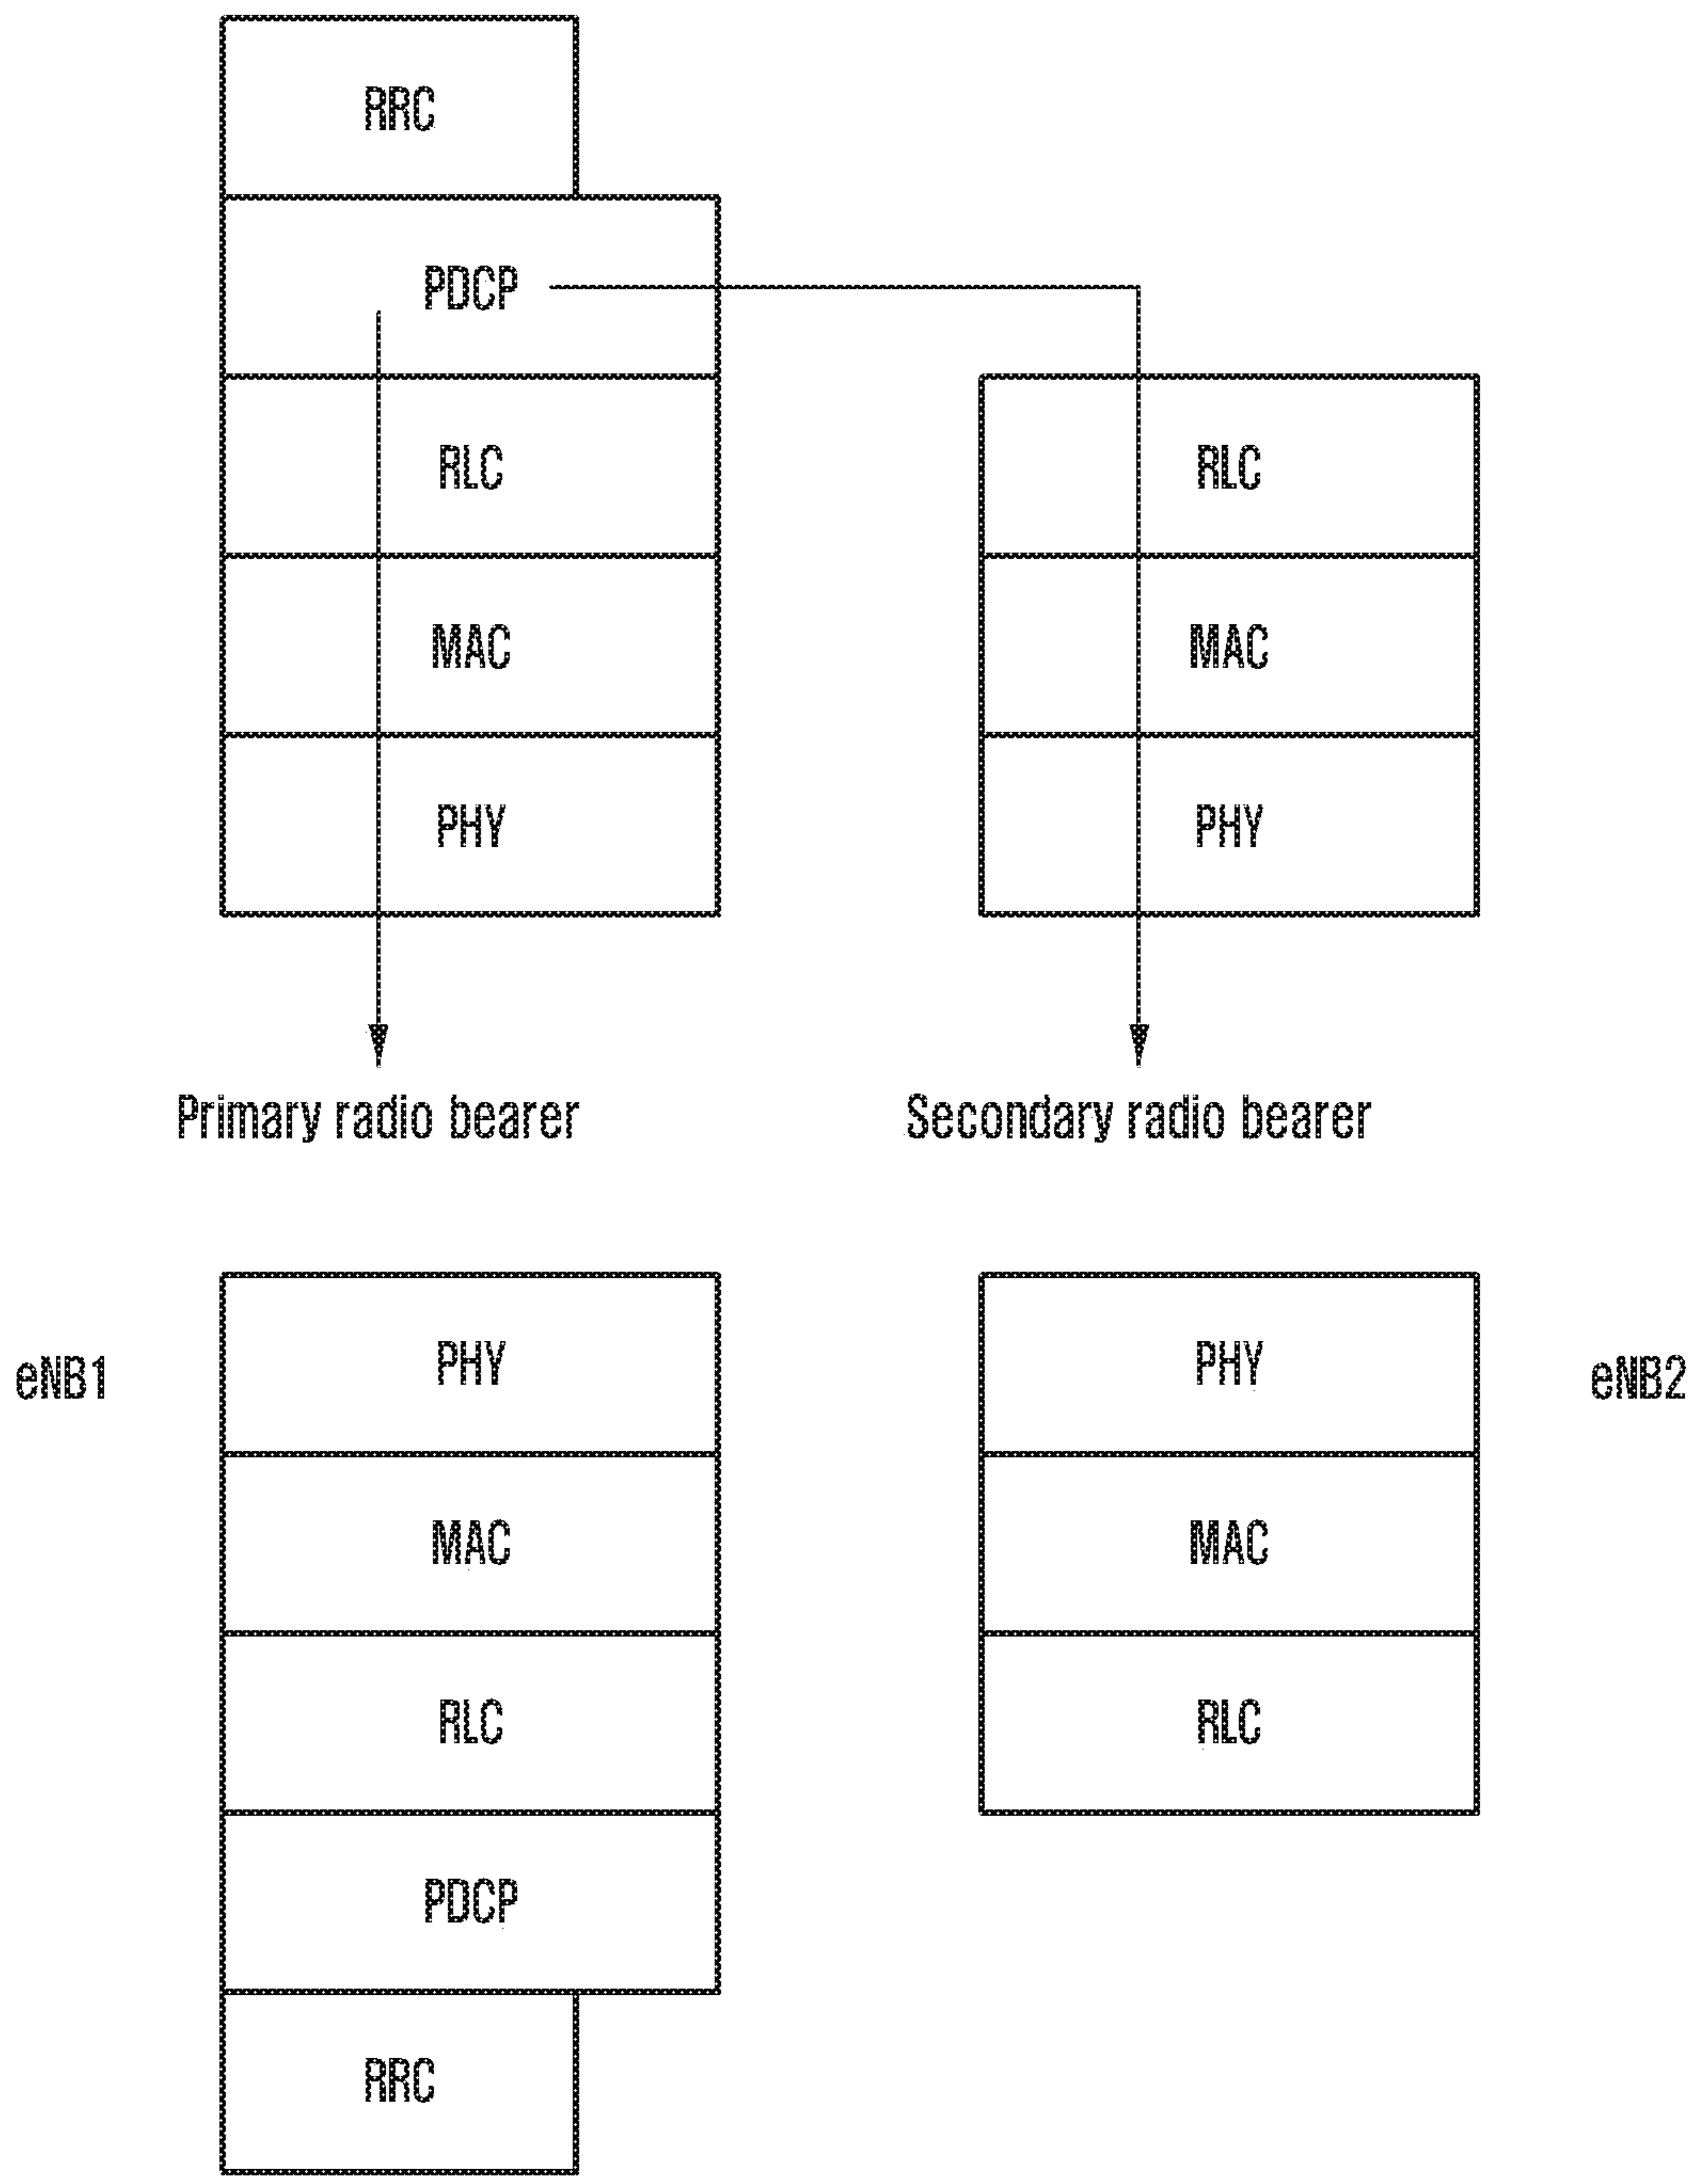 RRC
PDCP
RLC RLC
MAC MAC
PHY PHY
Primary radio bearer Secondary radio bearer
eNB1 PHY PHY eNB2
MAC MAC
RLC RLC
PDCP
RRC